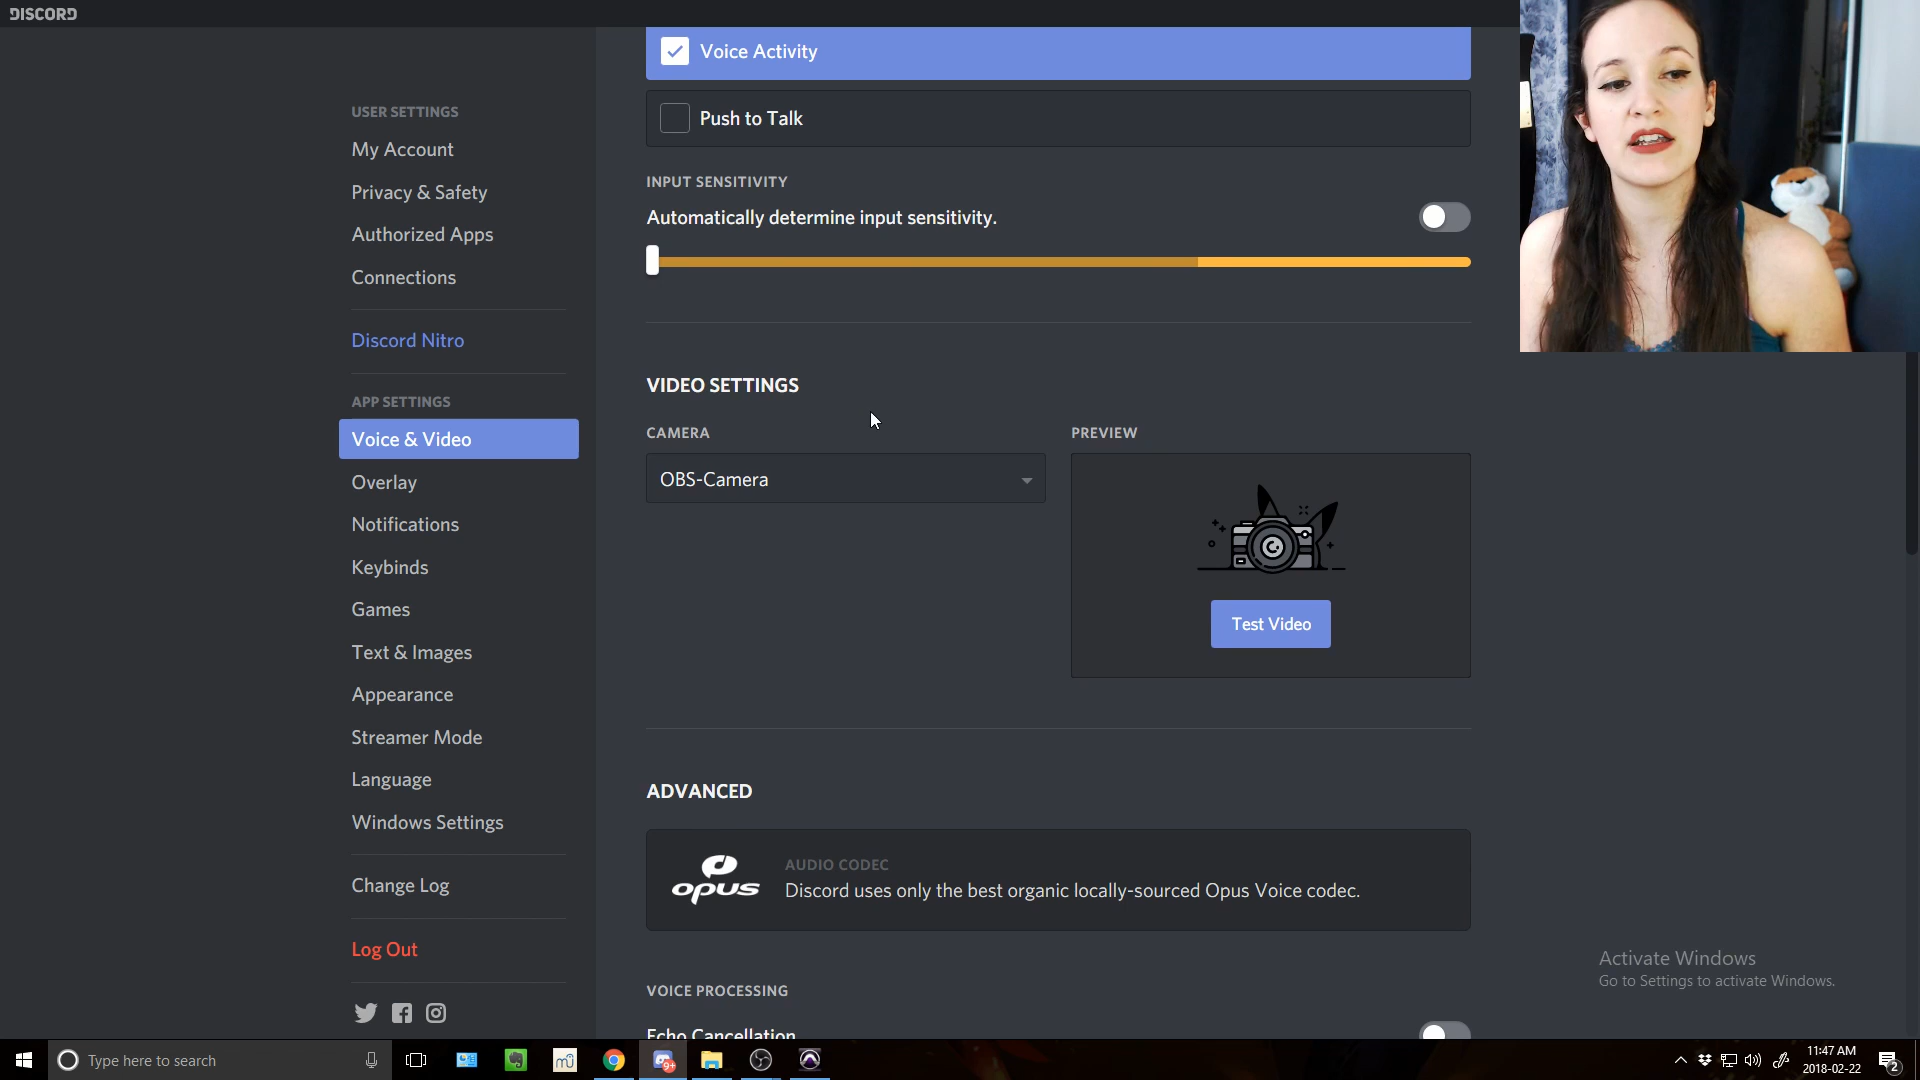 DISCORD
USER SETTINGS
My Account
Privacy & Safety
Authorized Apps
Connections
Discord Nitro
APP SETTINGS
Voice & Video
Overlay
Notifications
Keybinds
Games
Text & Images
Appearance
Streamer Mode
Language
Windows Settings
Change Log
Log Out
Voice Activity
Push to Talk
INPUT SENSITIVITY
Automatically determine input sensitivity.
VIDEO SETTINGS
CAMERA
OBS-Camera
PREVIEW
Test Video
ADVANCED
opus
AUDIO CODEC
Discord uses only the best organic locally-sourced Opus Voice codec.
VOICE PROCESSING
Echo Cancellation
Activate Windows
Go to Settings to activate Windows.
Type here to search
9+
11:47 AM
2018-02-22
2